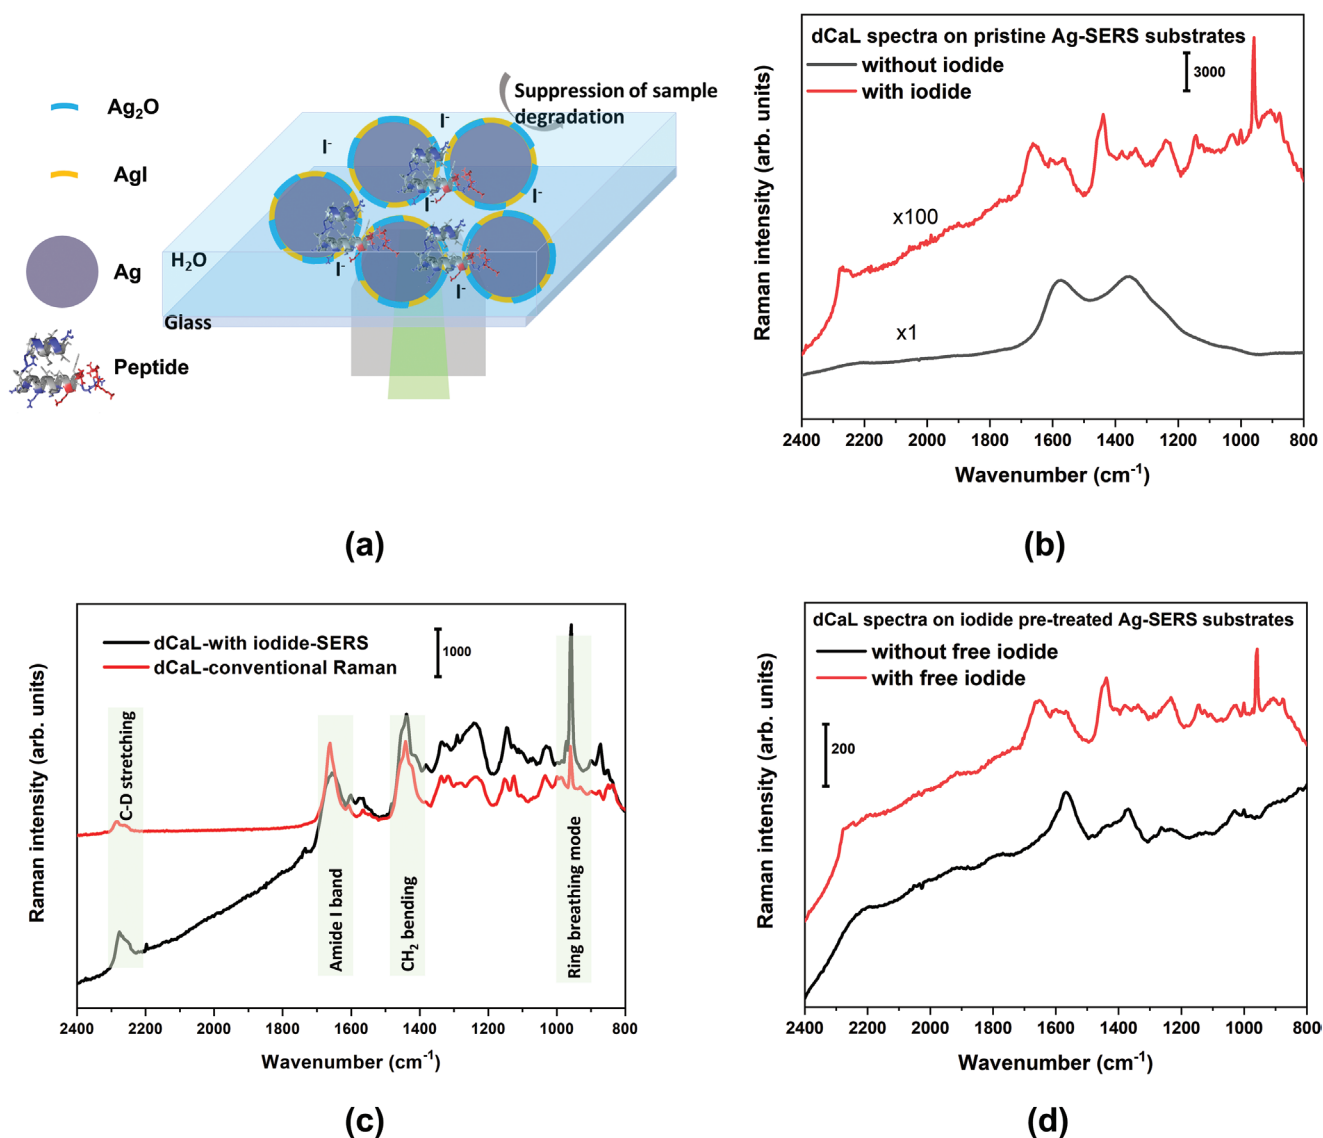 Ag2O
AgI
Ag
Peptide
Suppression of sample
degradation
I-
I-
I-
I-
I-
I-
H2O
Glass
(a)
dCaL spectra on pristine Ag-SERS substrates
without iodide
with iodide
3000
x100
x1
Raman intensity (arb. units)
2400 2200 2000 1800 1600 1400 1200 1000 800
Wavenumber (cm-1)
(b)
dCaL-with iodide-SERS
dCaL-conventional Raman
1000
C-D stretching
Amide I band
CH2 bending
Ring breathing mode
Raman intensity (arb. units)
2400 2200 2000 1800 1600 1400 1200 1000 800
Wavenumber (cm-1)
(c)
dCaL spectra on iodide pre-treated Ag-SERS substrates
without free iodide
with free iodide
200
Raman intensity (arb. units)
2400 2200 2000 1800 1600 1400 1200 1000 800
Wavenumber (cm-1)
(d)